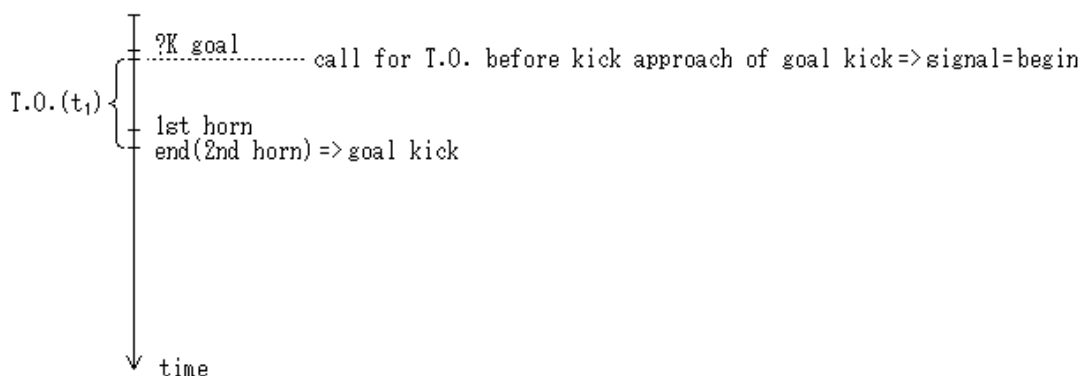 ?K goal
call for T.O. before kick approach of goal kick=>signal=begin
T.O.(t₁)
1st horn
end(2nd horn)=>goal kick
time